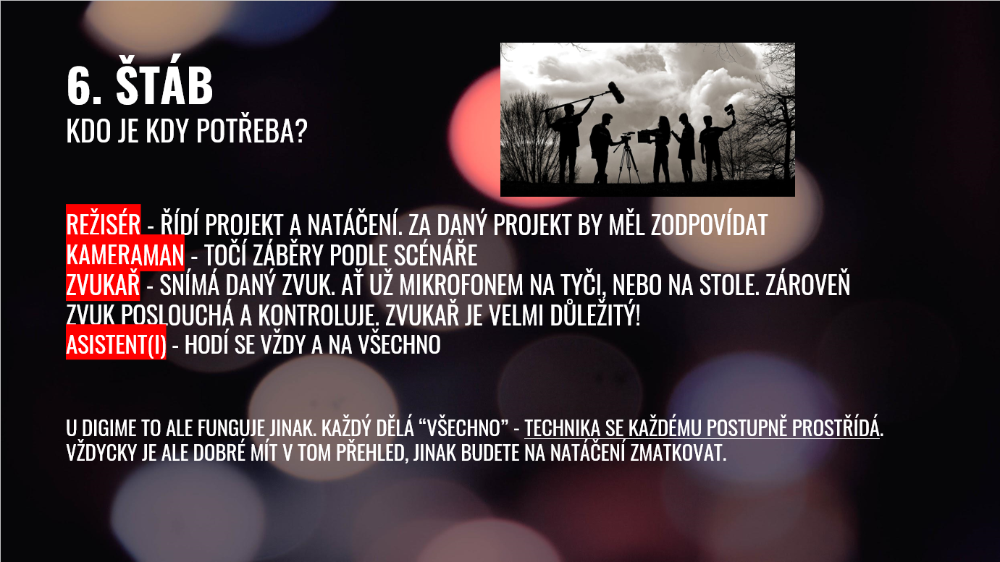 6. ŠTÁB
KDO JE KDY POTŘEBA?
REŽISÉR - ŘÍDÍ PROJEKT A NATÁČENÍ. ZA DANÝ PROJEKT BY MĚL ZODPOVÍDAT
KAMERAMAN - TOČÍ ZÁBĚRY PODLE SCÉNÁŘE
ZVUKAŘ - SNÍMÁ DANÝ ZVUK. AŤ UŽ MIKROFONEM NA TYČI, NEBO NA STOLE. ZÁROVEŇ
ZVUK POSLOUCHÁ A KONTROLUJE. ZVUKAŘ JE VELMI DŮLEŽITÝ!
ASISTENT(I) - HODÍ SE VŽDY A NA VŠECHNO
U DIGIME TO ALE FUNGUJE JINAK. KAŽDÝ DĚLÁ “VŠECHNO” - TECHNIKA SE KAŽDÉMU POSTUPNĚ PROSTŘÍDÁ.
VŽDYCKY JE ALE DOBRÉ MÍT V TOM PŘEHLED, JINAK BUDETE NA NATÁČENÍ ZMATKOVAT.